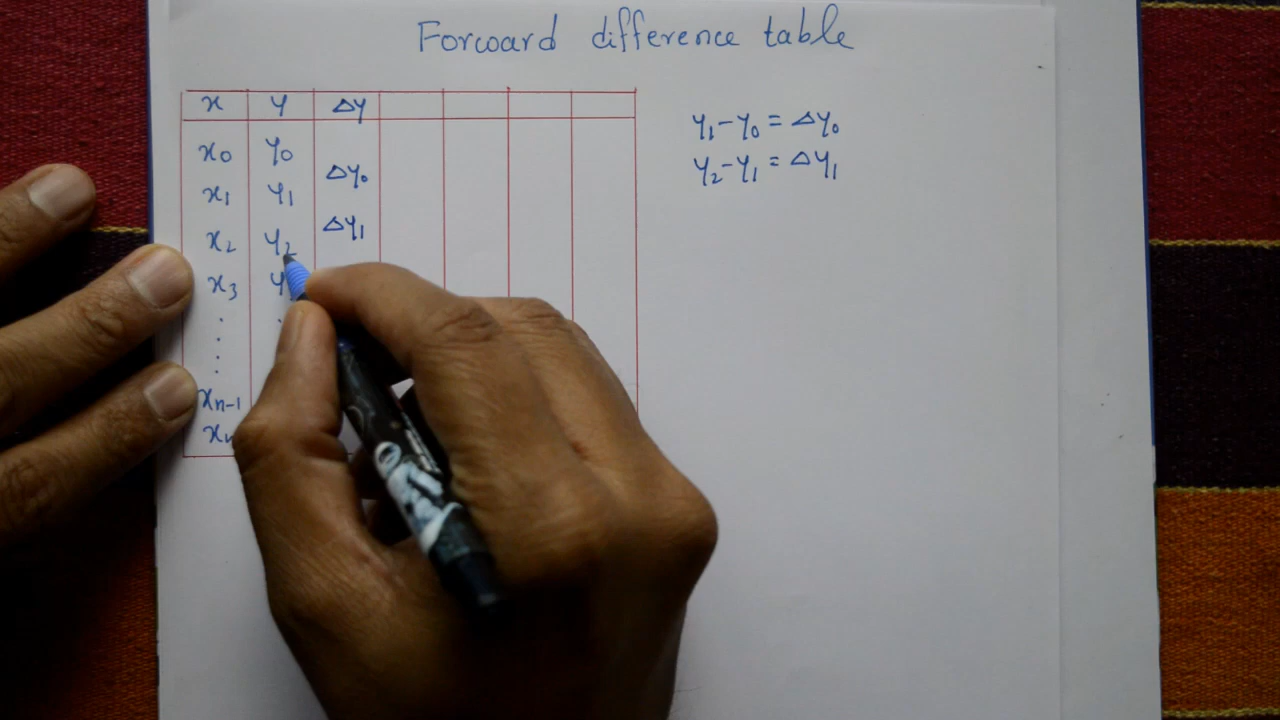 Forward difference table
x y Δy
y₁-y₀ = Δy₀
x₀ y₀
y₂-y₁ = Δy₁
Δy₀
x₁ y₁
Δy₁
x₂ y₂
x₃ y
xₙ₋₁